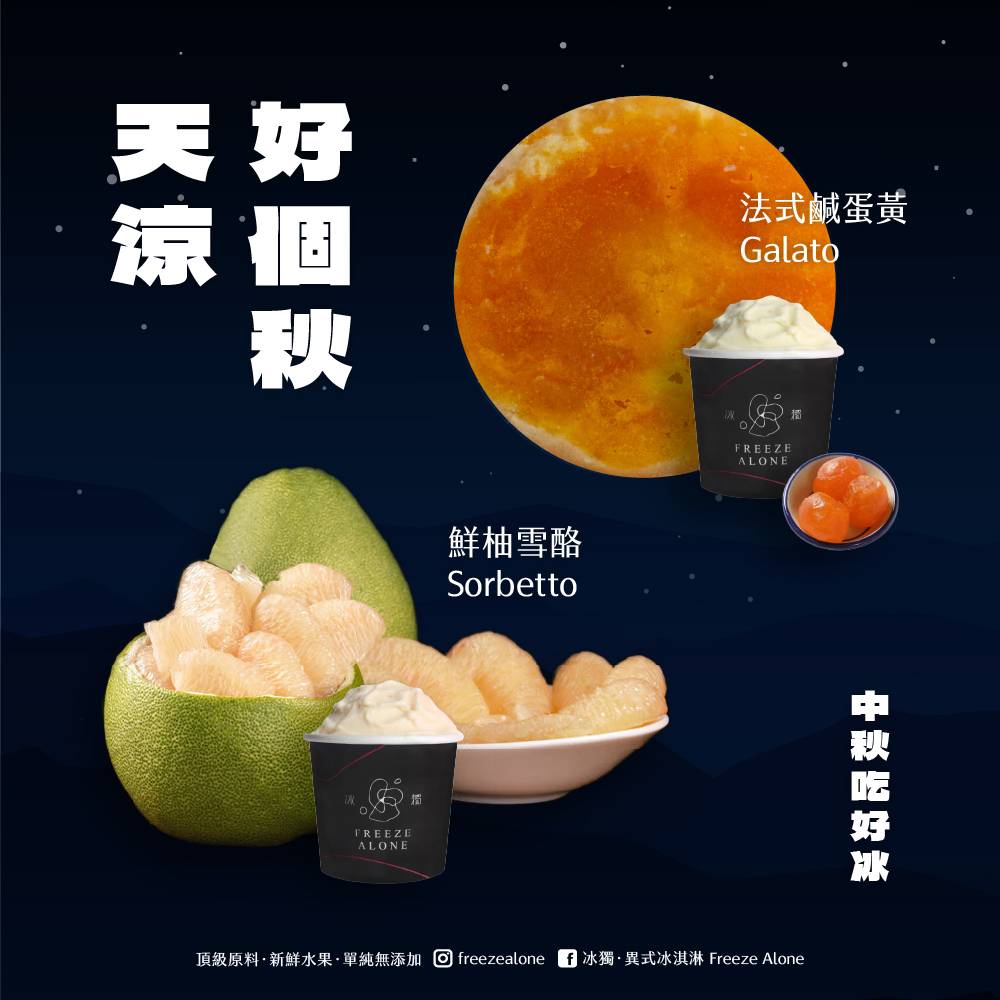 天涼
好個秋
法式鹹蛋黃
Galato
冰獨
FREEZE
ALONE
鮮柚雪酪
Sorbetto
冰獨
FREEZE
ALONE
中秋吃好冰
頂級原料·新鮮水果·單純無添加 freezealone 冰獨·異式冰淇淋 Freeze Alone